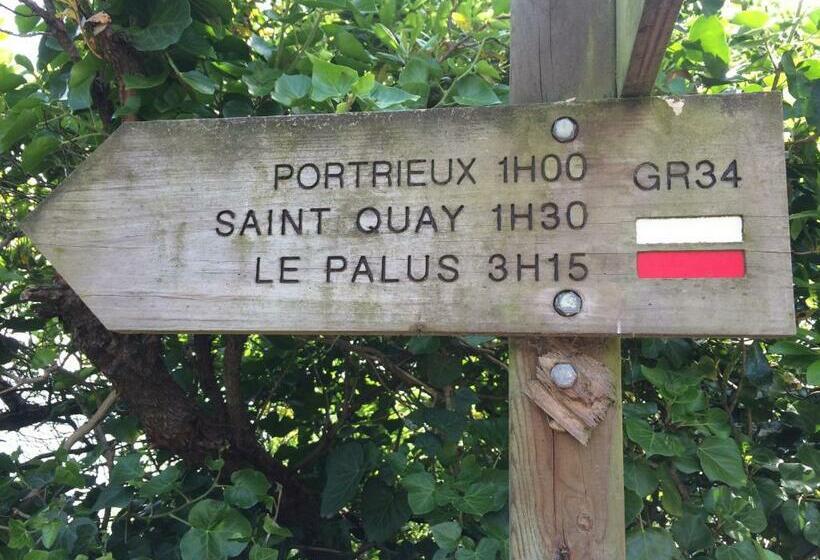 PORTRIEUX 1H00 GR34
SAINT QUAY 1H30
LE PALUS 3H15